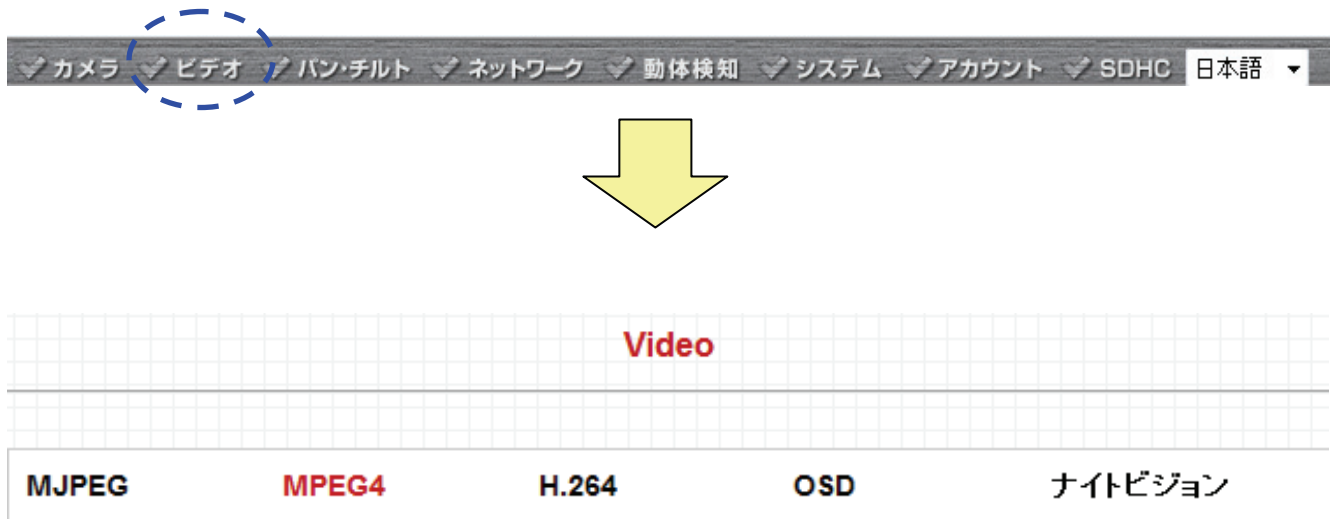 カメラ ビデオ パン・チルト ネットワーク 動体検知 システム アカウント SDHC 日本語
Video
MJPEG MPEG4 H.264 OSD ナイトビジョン